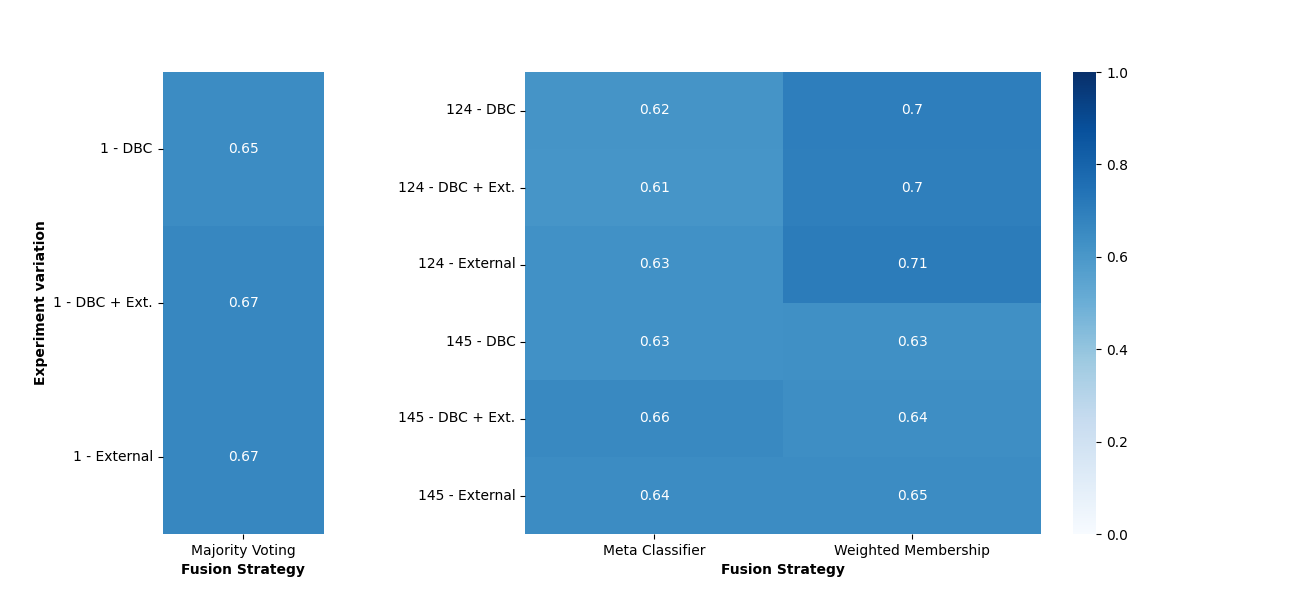 Experiment variation
1 - DBC
0.65
1 - DBC + Ext.
0.67
1 - External
0.67
Majority Voting
Fusion Strategy
124 - DBC
0.62
0.7
124 - DBC + Ext.
0.61
0.7
124 - External
0.63
0.71
145 - DBC
0.63
0.63
145 - DBC + Ext.
0.66
0.64
145 - External
0.64
0.65
Meta Classifier
Weighted Membership
Fusion Strategy
1.0
0.8
0.6
0.4
0.2
0.0